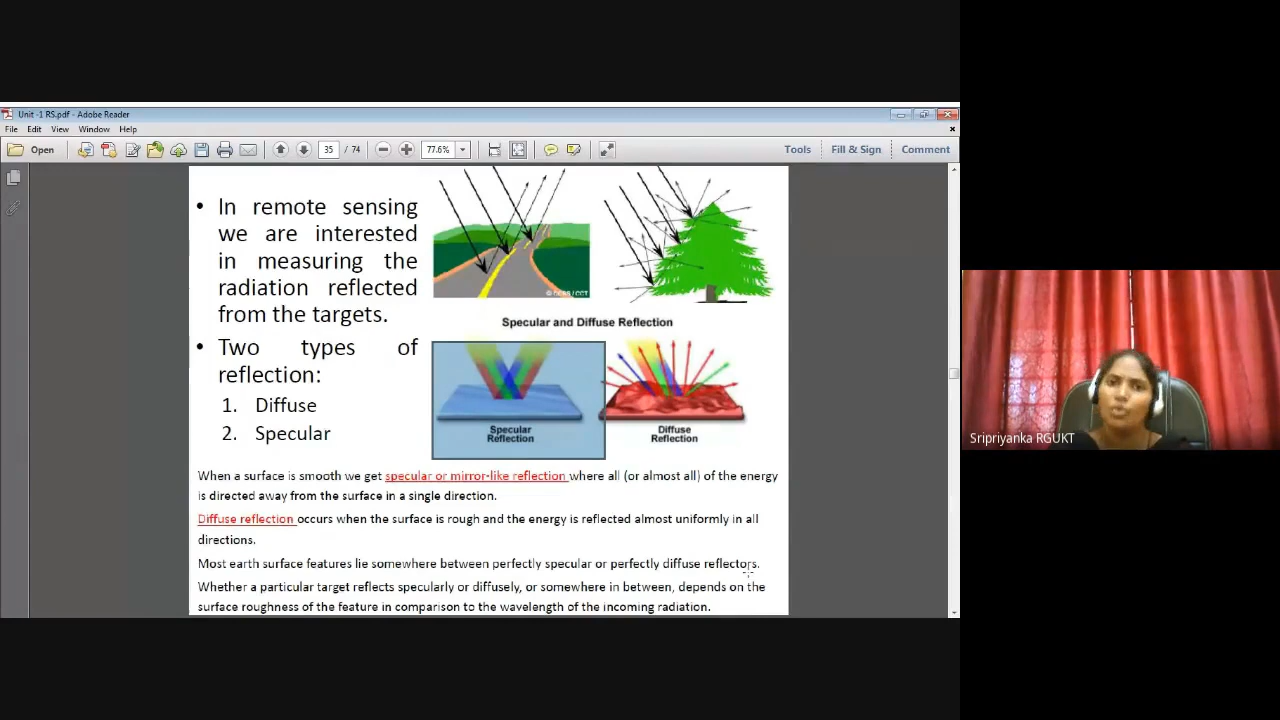 Unit -1 RS.pdf - Adobe Reader
File Edit View Window Help
Open 35 / 74 77.6% Tools Fill & Sign Comment
• In remote sensing
we are interested
in measuring the
radiation reflected
from the targets.
• Two types of
reflection:
1. Diffuse
2. Specular
© CCRS / CCT
Specular and Diffuse Reflection
Specular
Reflection
Diffuse
Reflection
When a surface is smooth we get specular or mirror-like reflection where all (or almost all) of the energy
is directed away from the surface in a single direction.
Diffuse reflection occurs when the surface is rough and the energy is reflected almost uniformly in all
directions.
Most earth surface features lie somewhere between perfectly specular or perfectly diffuse reflectors.
Whether a particular target reflects specularly or diffusely, or somewhere in between, depends on the
surface roughness of the feature in comparison to the wavelength of the incoming radiation.
Sripriyanka RGUKT